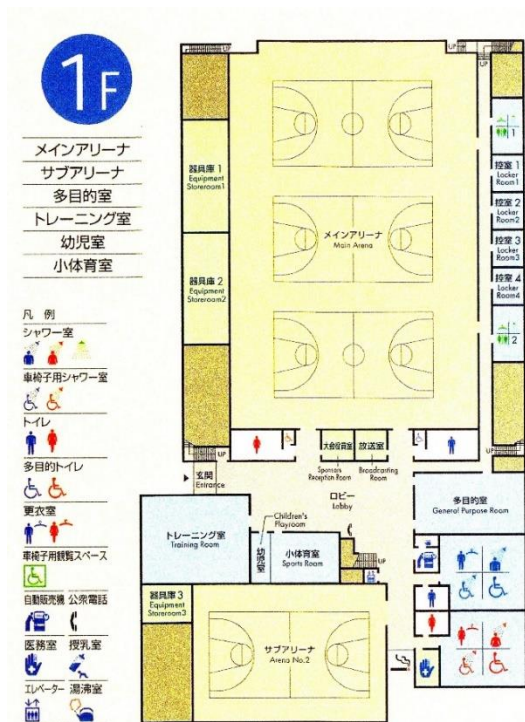 1F
メインアリーナ
サブアリーナ
多目的室
トレーニング室
幼児室
小体育室
凡 例
シャワー室
車椅子用シャワー室
トイレ
多目的トイレ
更衣室
車椅子用観覧スペース
自動販売機 公衆電話
医務室 授乳室
エレベーター 湯沸室
UP
UP
器具庫 1
Equipment
Storeroom1
器具庫 2
Equipment
Storeroom2
メインアリーナ
Main Arena
1
控室 1
Locker
Room1
控室 2
Locker
Room2
控室 3
Locker
Room3
控室 4
Locker
Room4
2
UP
UP
玄関
Entrance
大会役員室
Sponsors
Reception Room
放送室
Broadcasting
Room
ロビー
Lobby
多目的室
General Purpose Room
トレーニング室
Training Room
Children's
Playroom
幼児室
小体育室
Sports Room
UP
器具庫 3
Equipment
Storeroom3
サブアリーナ
Arena No.2